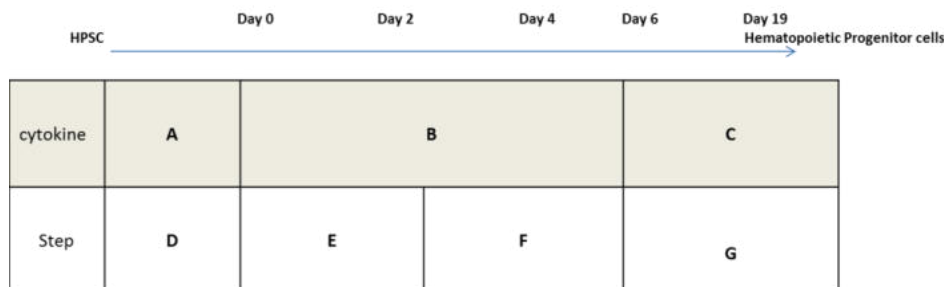 Day 0 Day 2 Day 4 Day 6 Day 19
HPSC Hematopoietic Progenitor cells
cytokine A B C
Step D E F G